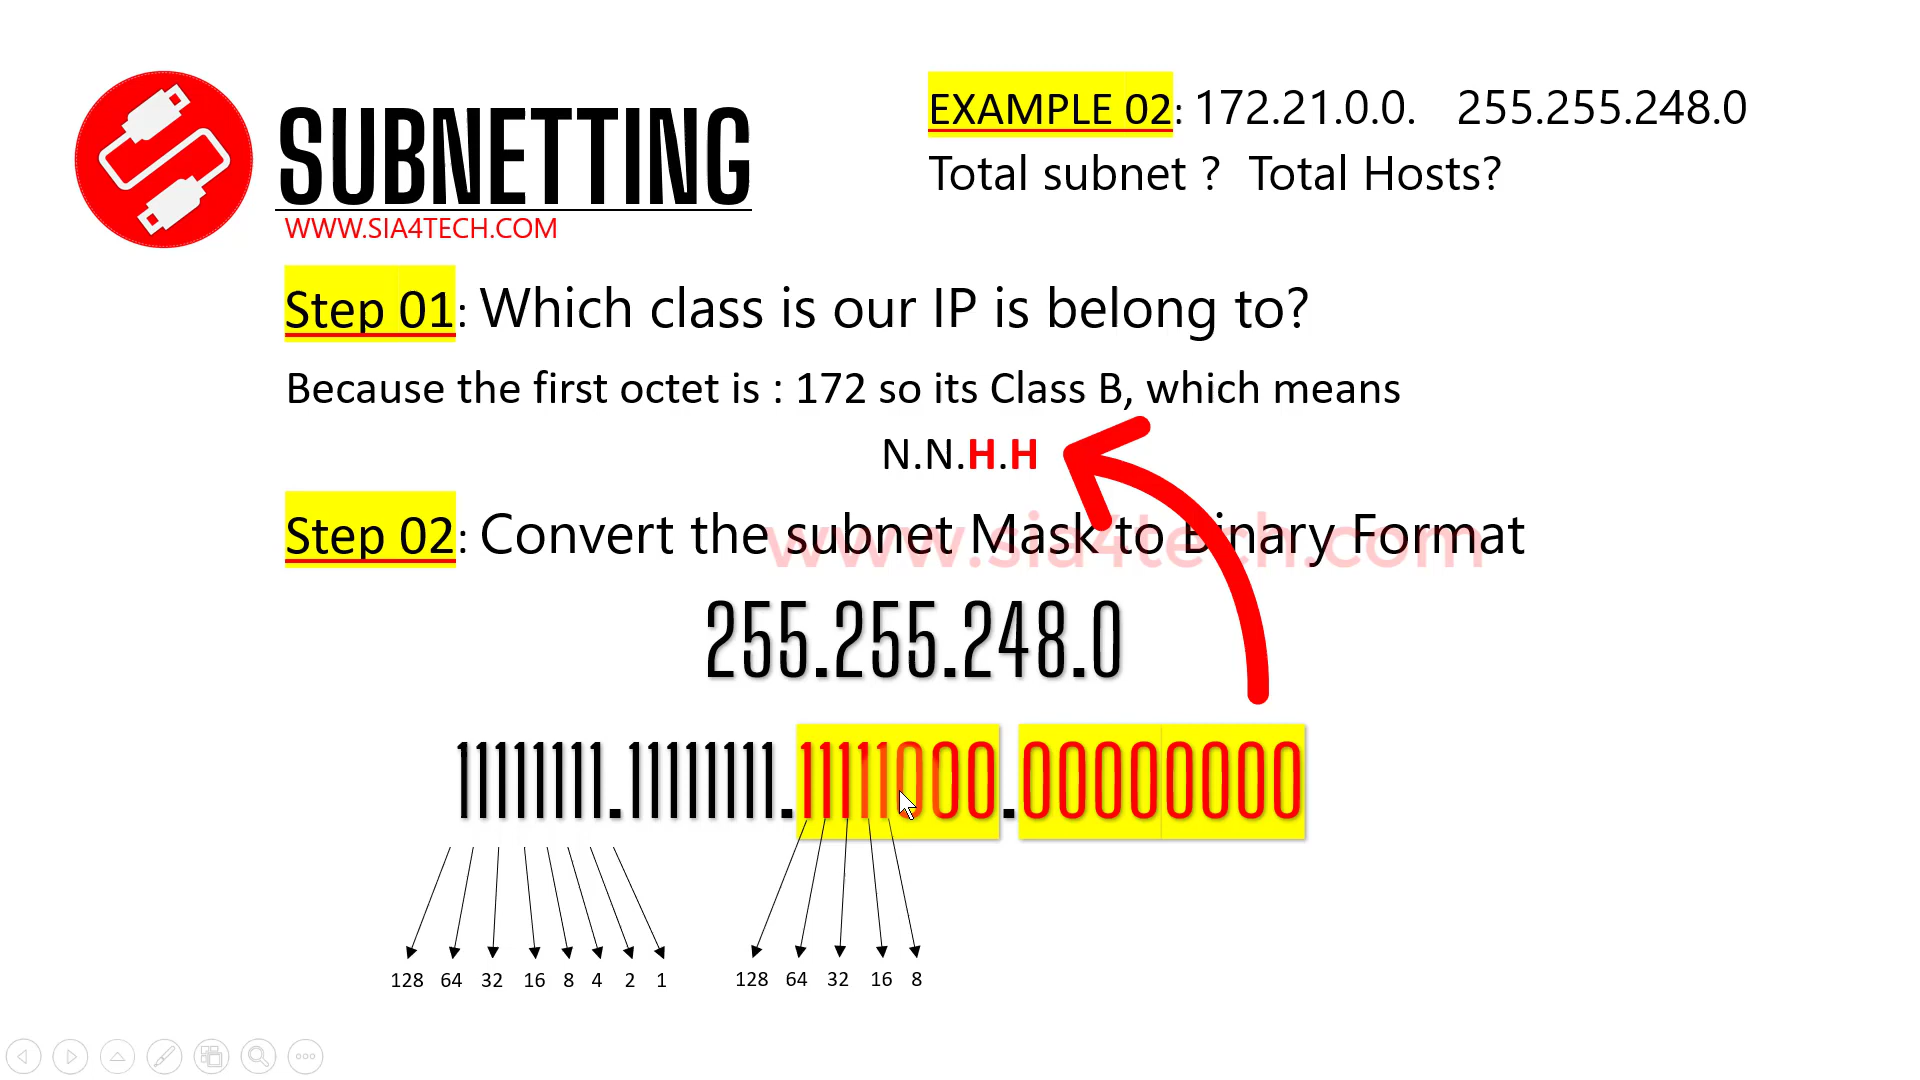 SUBNETTING
WWW.SIA4TECH.COM
EXAMPLE 02: 172.21.0.0. 255.255.248.0
Total subnet ? Total Hosts?
Step 01: Which class is our IP is belong to?
Because the first octet is : 172 so its Class B, which means
N.N.H.H
Step 02: Convert the subnet Mask to Binary Format
www.sia4tech.com
255.255.248.0
11111111.11111111.11111000.00000000
128 64 32 16 8 4 2 1 128 64 32 16 8